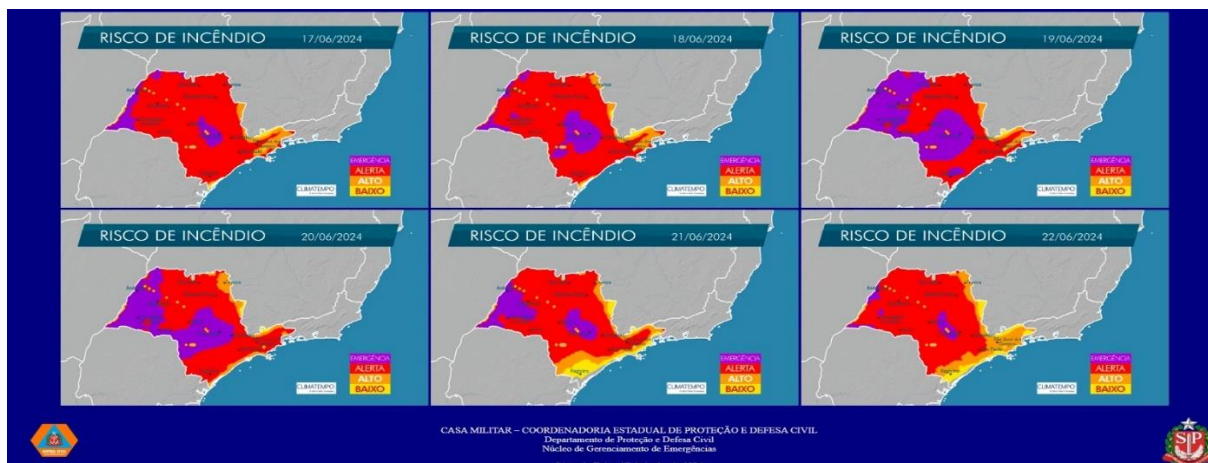 RISCO DE INCÊNDIO 17/06/2024
EMERGÊNCIA
ALERTA
ALTO
BAIXO
CLIMATEMPO
RISCO DE INCÊNDIO 18/06/2024
EMERGÊNCIA
ALERTA
ALTO
BAIXO
CLIMATEMPO
RISCO DE INCÊNDIO 19/06/2024
EMERGÊNCIA
ALERTA
ALTO
BAIXO
CLIMATEMPO
RISCO DE INCÊNDIO 20/06/2024
EMERGÊNCIA
ALERTA
ALTO
BAIXO
CLIMATEMPO
RISCO DE INCÊNDIO 21/06/2024
EMERGÊNCIA
ALERTA
ALTO
BAIXO
CLIMATEMPO
RISCO DE INCÊNDIO 22/06/2024
EMERGÊNCIA
ALERTA
ALTO
BAIXO
CLIMATEMPO
CASA MILITAR – COORDENADORIA ESTADUAL DE PROTEÇÃO E DEFESA CIVIL
Departamento de Proteção e Defesa Civil
Núcleo de Gerenciamento de Emergências
SP